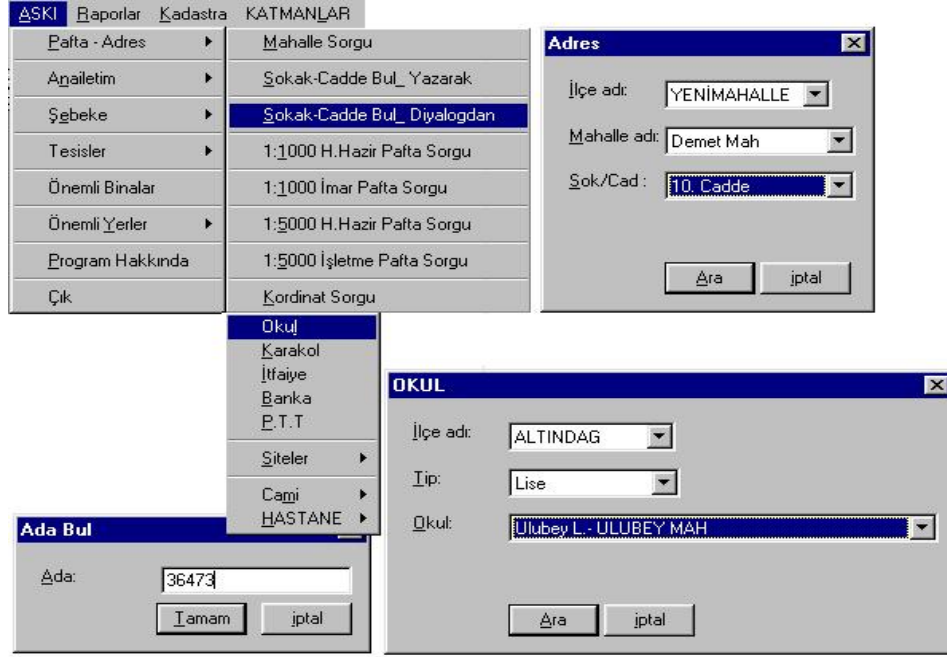 ASKI Raporlar Kadastra KATMANLAR
Pafta - Adres
Anailetim
Şebeke
Tesisler
Önemli Binalar
Önemli Yerler
Program Hakkında
Çık
Mahalle Sorgu
Sokak-Cadde Bul_ Yazarak
Sokak-Cadde Bul_ Diyalogdan
1:1000 H.Hazir Pafta Sorgu
1:1000 İmar Pafta Sorgu
1:5000 H.Hazir Pafta Sorgu
1:5000 İşletme Pafta Sorgu
Kordinat Sorgu
Okul
Karakol
İtfaiye
Banka
P.T.T
Siteler
Cami
HASTANE
Adres
İlçe adı: YENİMAHALLE
Mahalle adı: Demet Mah
Sok/Cad : 10. Cadde
Ara iptal
Ada Bul
Ada: 36473
Tamam iptal
OKUL
İlçe adı: ALTINDAG
Tip: Lise
Okul: Ulubey L.- ULUBEY MAH
Ara iptal